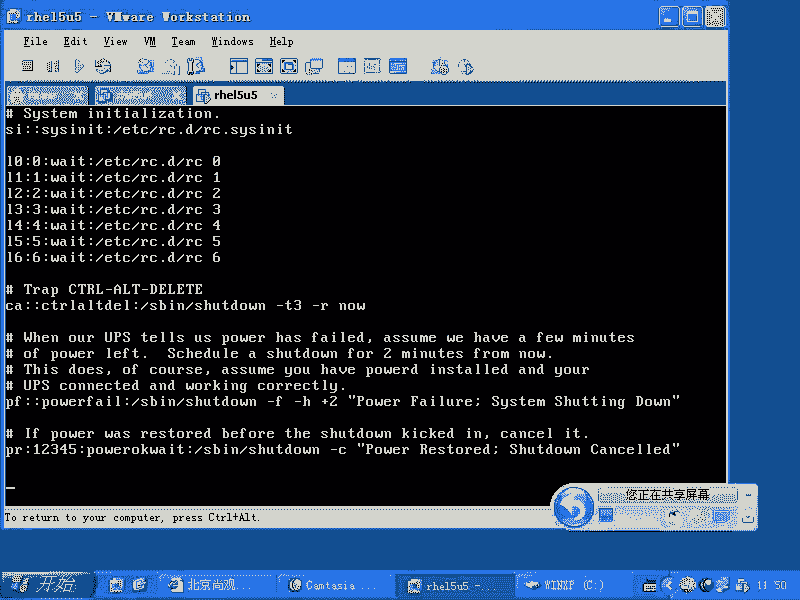 rhel5u5 - VMware Workstation
File Edit View VM Team Windows Help
rhel5u5
# System initialization.
si::sysinit:/etc/rc.d/rc.sysinit
l0:0:wait:/etc/rc.d/rc 0
l1:1:wait:/etc/rc.d/rc 1
l2:2:wait:/etc/rc.d/rc 2
l3:3:wait:/etc/rc.d/rc 3
l4:4:wait:/etc/rc.d/rc 4
l5:5:wait:/etc/rc.d/rc 5
l6:6:wait:/etc/rc.d/rc 6
# Trap CTRL-ALT-DELETE
ca::ctrlaltdel:/sbin/shutdown -t3 -r now
# When our UPS tells us power has failed, assume we have a few minutes
# of power left.  Schedule a shutdown for 2 minutes from now.
# This does, of course, assume you have powerd installed and your
# UPS connected and working correctly.
pf::powerfail:/sbin/shutdown -f -h +2 "Power Failure; System Shutting Down"
# If power was restored before the shutdown kicked in, cancel it.
pr:12345:powerokwait:/sbin/shutdown -c "Power Restored; Shutdown Cancelled"
您正在共享屏幕
To return to your computer, press Ctrl+Alt.
开始 北京尚观... Camtasia ... rhel5u5 -... WINXP (C:) 11:50